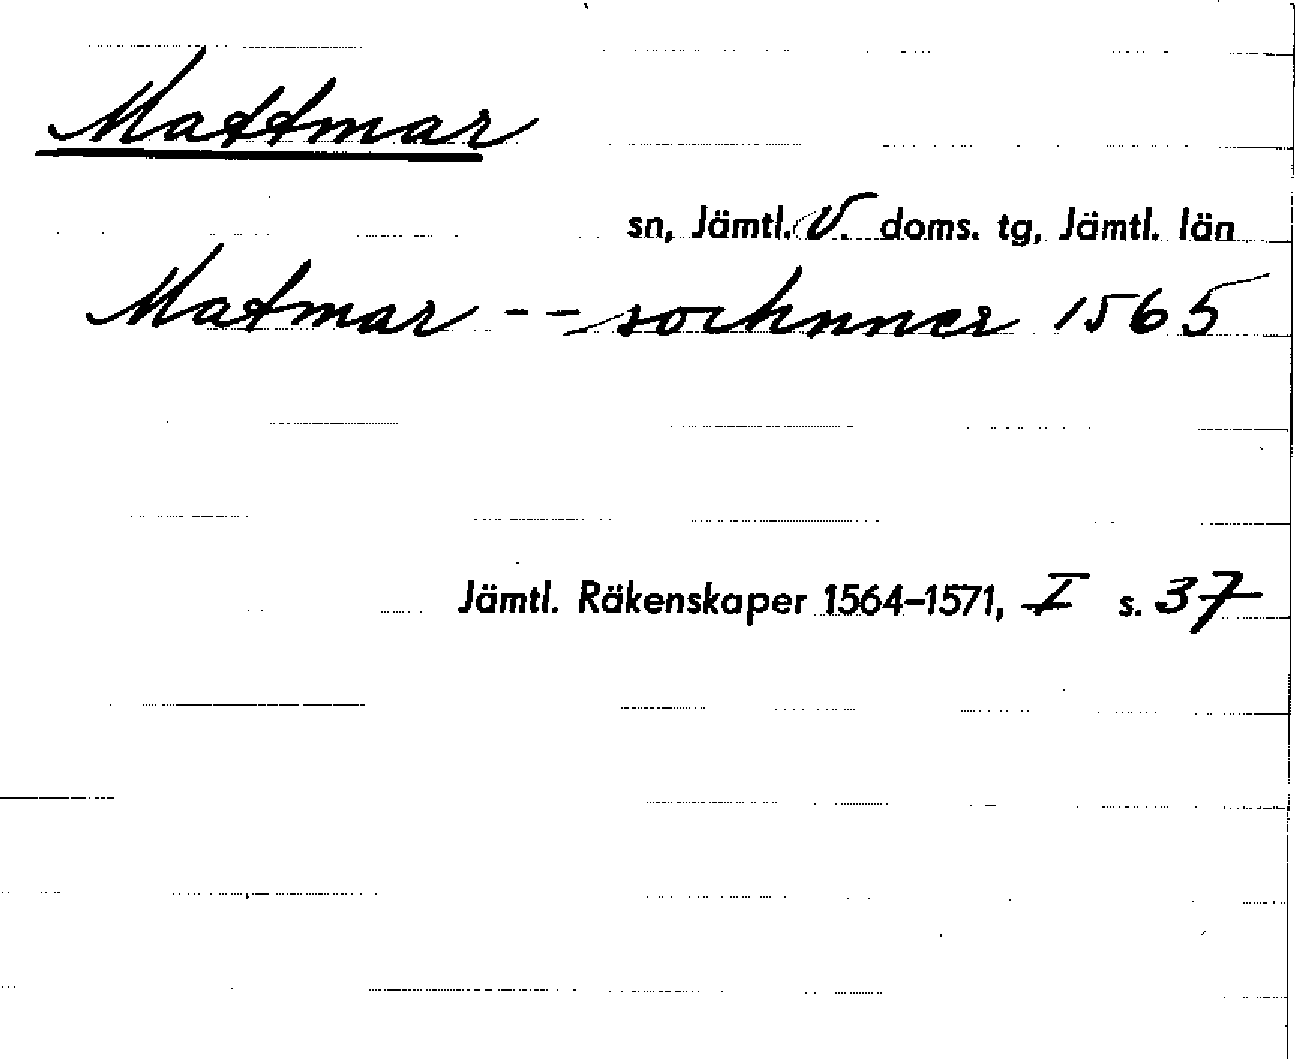 Mattmar
sn, Jämtl. V. doms. tg, Jämtl. län
Matmar -- sochnner 1565
Jämtl. Räkenskaper 1564-1571, I s. 37